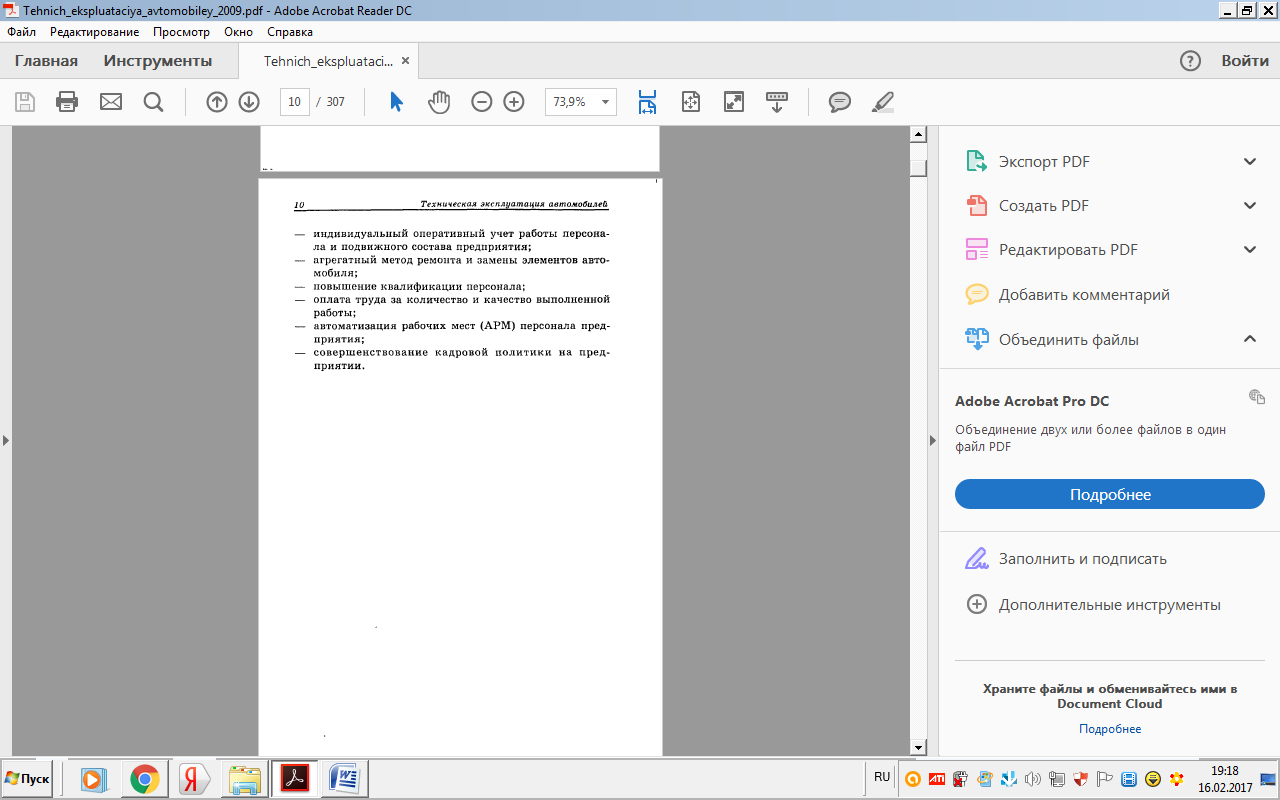 Tehnich_ekspluataciya_avtomobiley_2009.pdf - Adobe Acrobat Reader DC
Файл Редактирование Просмотр Окно Справка
Главная Инструменты Tehnich_ekspluataci... Войти
10 / 307 73,9%
10 Техническая эксплуатация автомобилей
— индивидуальный оперативный учет работы персона-
ла и подвижного состава предприятия;
— агрегатный метод ремонта и замены элементов авто-
мобиля;
— повышение квалификации персонала;
— оплата труда за количество и качество выполненной
работы;
— автоматизация рабочих мест (АРМ) персонала пред-
приятия;
— совершенствование кадровой политики на пред-
приятии.
Экспорт PDF
Создать PDF
Редактировать PDF
Добавить комментарий
Объединить файлы
Adobe Acrobat Pro DC
Объединение двух или более файлов в один
файл PDF
Подробнее
Заполнить и подписать
Дополнительные инструменты
Храните файлы и обменивайтесь ими в
Document Cloud
Подробнее
Пуск
RU
19:18
16.02.2017